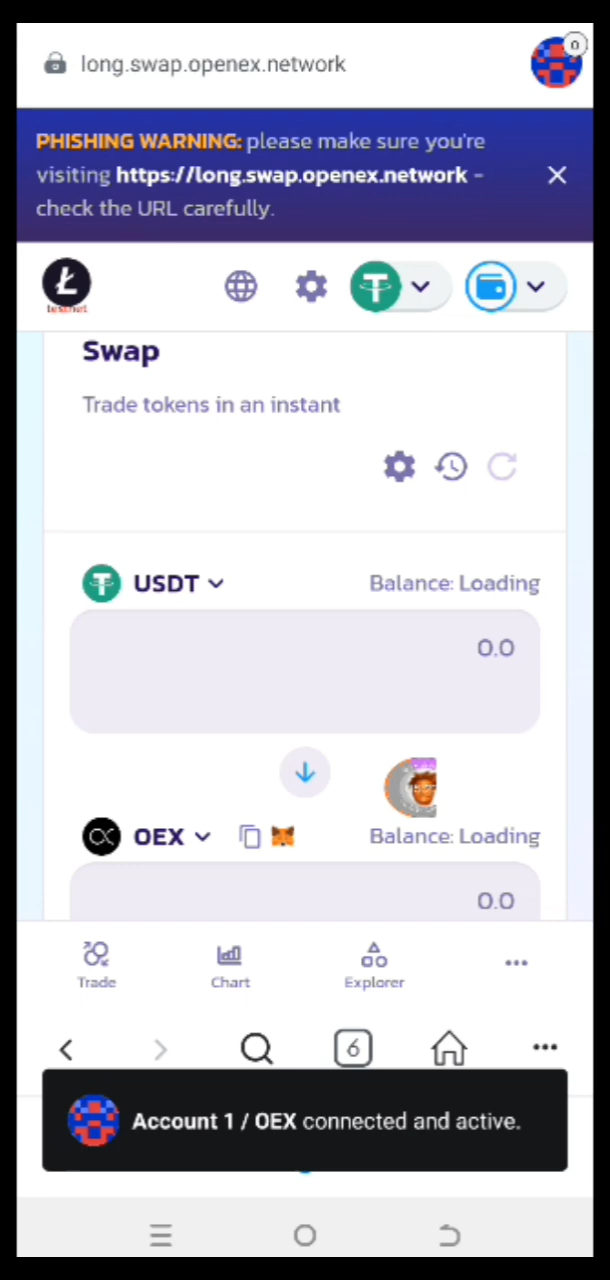 long.swap.openex.network
0
PHISHING WARNING: please make sure you're
visiting https://long.swap.openex.network -
check the URL carefully.
testnet
Swap
Trade tokens in an instant
USDT
Balance: Loading
0.0
OEX
Balance: Loading
0.0
Trade
Chart
Explorer
6
Account 1 / OEX connected and active.